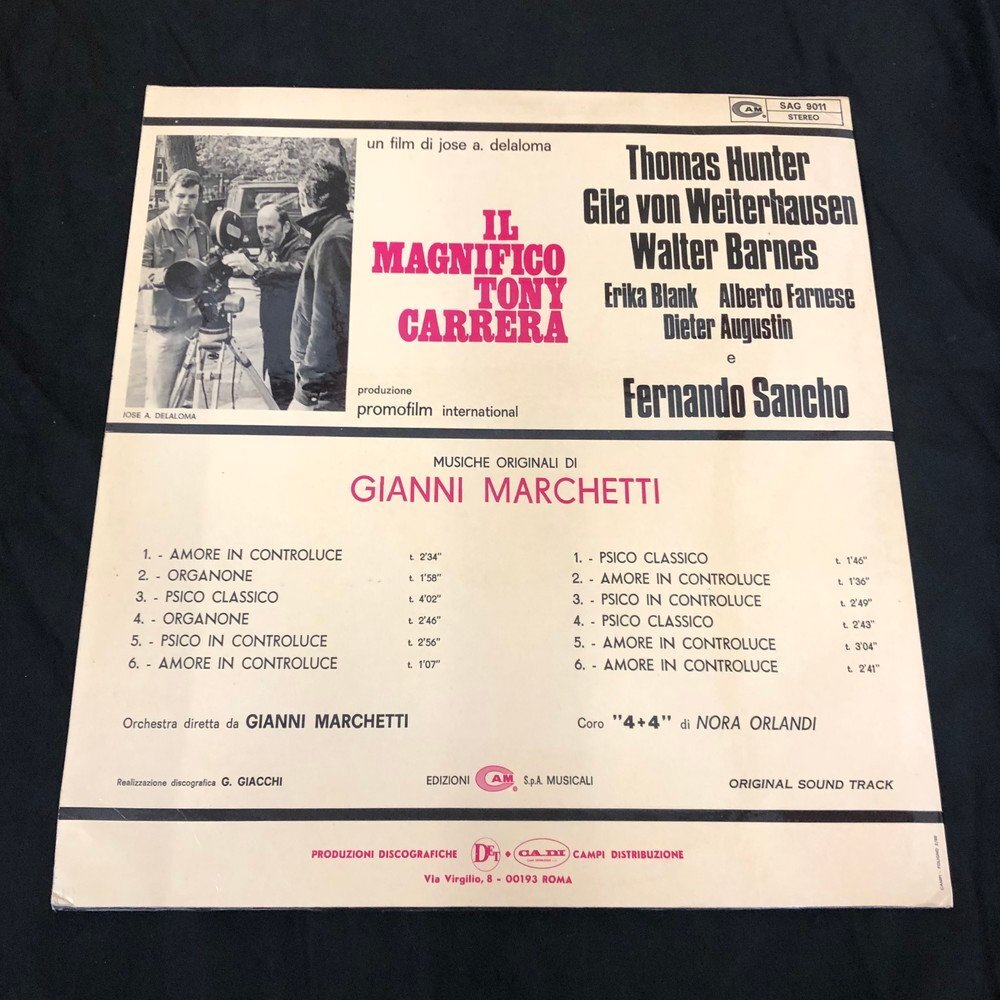 CAM SAG 9011
STEREO
un film di jose a. delaloma
IL
MAGNIFICO
TONY
CARRERA
produzione
promofilm international
JOSE A. DELALOMA
Thomas Hunter
Gila von Weiterhausen
Walter Barnes
Erika Blank Alberto Farnese
Dieter Augustin
e
Fernando Sancho
MUSICHE ORIGINALI DI
GIANNI MARCHETTI
1. - AMORE IN CONTROLUCE t. 2'34"
2. - ORGANONE t. 1'58"
3. - PSICO CLASSICO t. 4'02"
4. - ORGANONE t. 2'46"
5. - PSICO IN CONTROLUCE t. 2'56"
6. - AMORE IN CONTROLUCE t. 1'07"
1. - PSICO CLASSICO t. 1'46"
2. - AMORE IN CONTROLUCE t. 1'36"
3. - PSICO IN CONTROLUCE t. 2'49"
4. - PSICO CLASSICO t. 2'43"
5. - AMORE IN CONTROLUCE t. 3'04"
6. - AMORE IN CONTROLUCE t. 2'41"
Orchestra diretta da GIANNI MARCHETTI
Coro "4+4" di NORA ORLANDI
Realizzazione discografica G. GIACCHI
EDIZIONI CAM S.p.A. MUSICALI
ORIGINAL SOUND TRACK
PRODUZIONI DISCOGRAFICHE DET CA.DI CAMPI DISTRIBUZIONE
Via Virgilio, 8 - 00193 ROMA